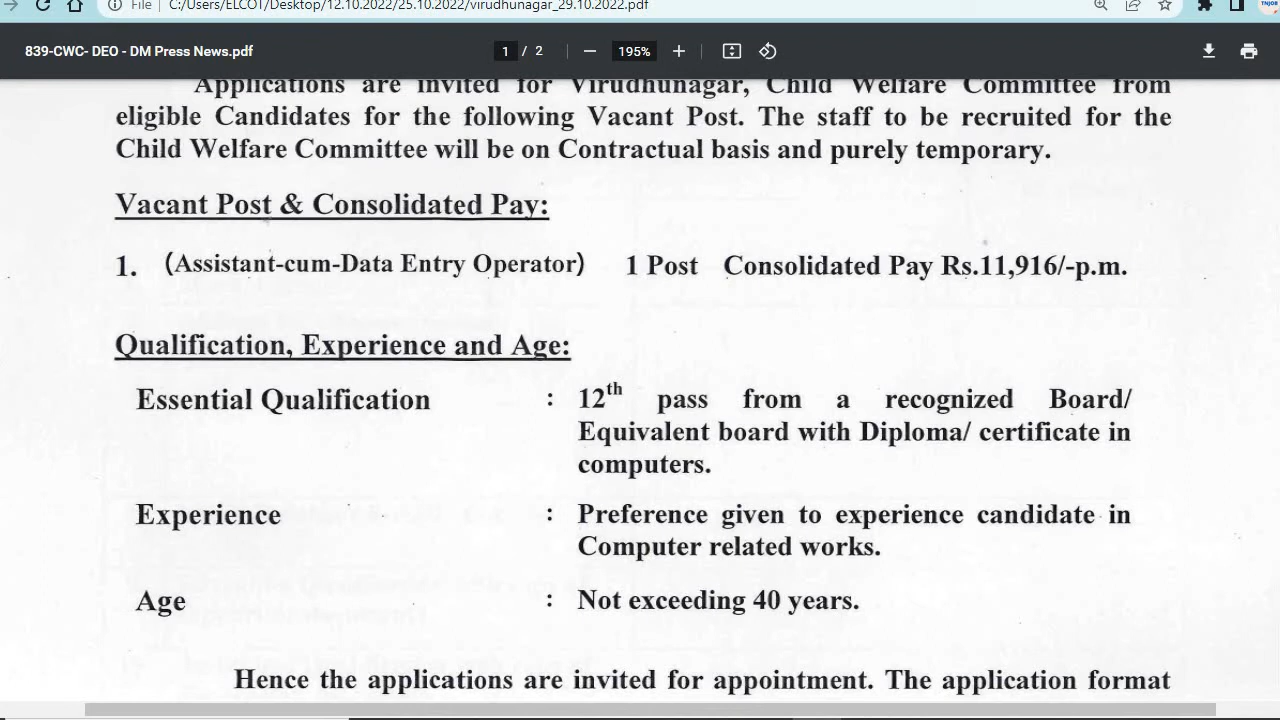 File | C:/Users/ELCOT/Desktop/12.10.2022/25.10.2022/virudhunagar_29.10.2022.pdf
TNJOB
839-CWC- DEO - DM Press News.pdf 1 / 2 195%
Applications are invited for Virudhunagar, Child Welfare Committee from
eligible Candidates for the following Vacant Post. The staff to be recruited for the
Child Welfare Committee will be on Contractual basis and purely temporary.
Vacant Post & Consolidated Pay:
1. (Assistant-cum-Data Entry Operator) 1 Post Consolidated Pay Rs.11,916/-p.m.
Qualification, Experience and Age:
Essential Qualification : 12th pass from a recognized Board/
Equivalent board with Diploma/ certificate in
computers.
Experience : Preference given to experience candidate in
Computer related works.
Age : Not exceeding 40 years.
Hence the applications are invited for appointment. The application format